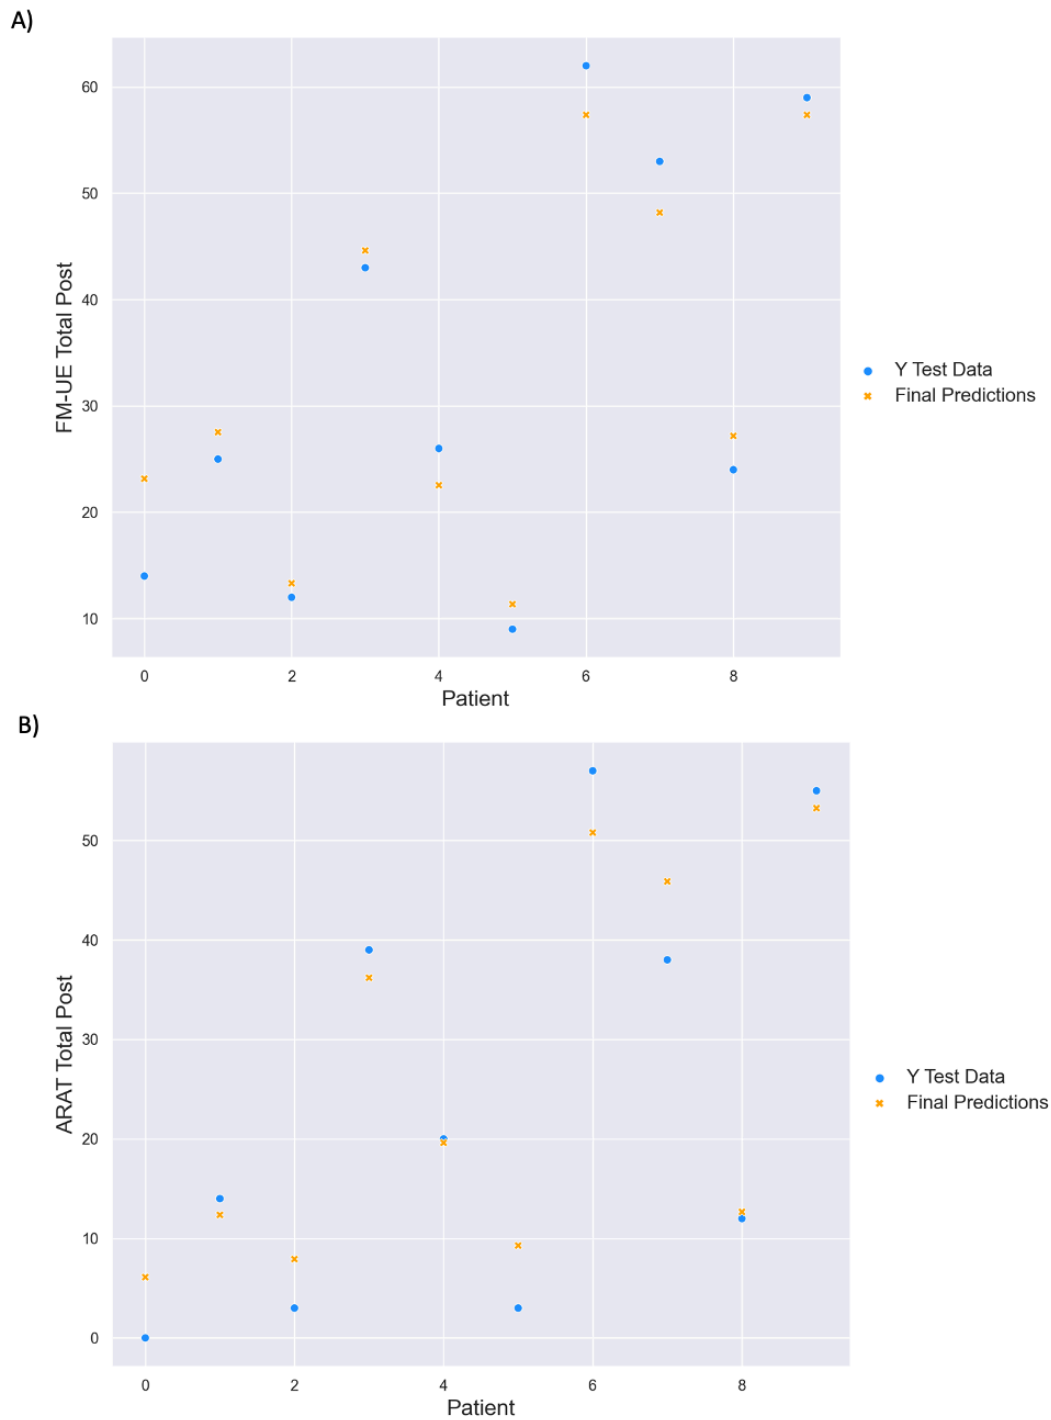 A)
60
50
40
30
20
10
FM-UE Total Post
0 2 4 6 8
Patient
Y Test Data
Final Predictions
B)
50
40
30
20
10
0
ARAT Total Post
0 2 4 6 8
Patient
Y Test Data
Final Predictions